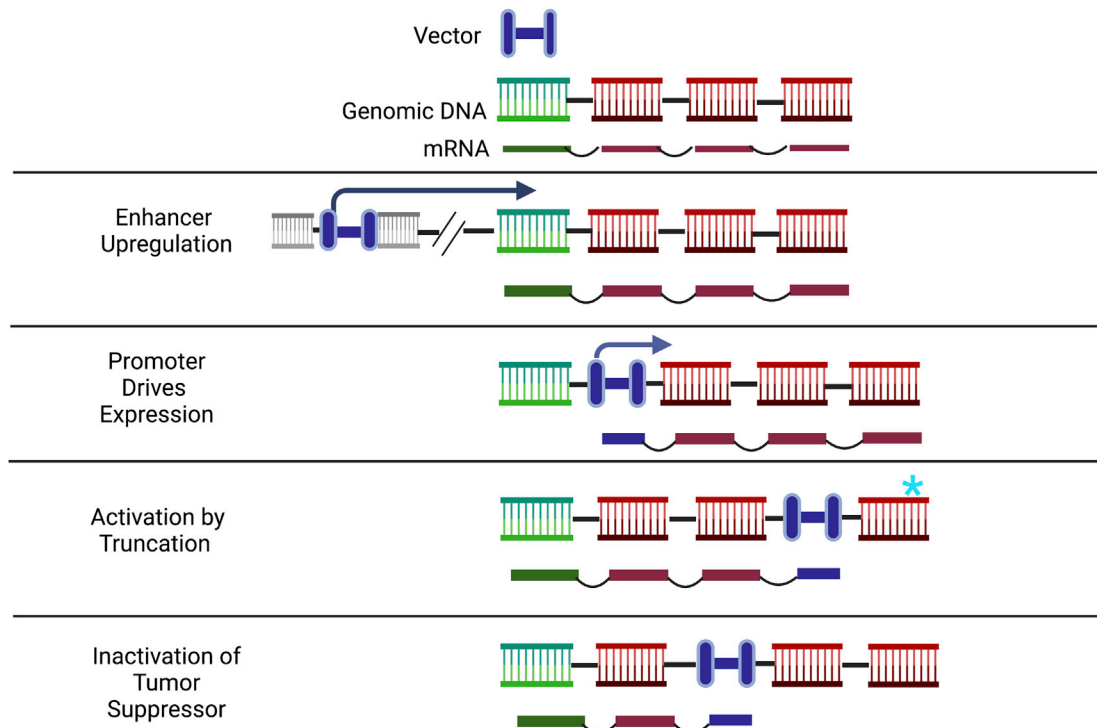 Vector
Genomic DNA
mRNA
Enhancer
Upregulation
Promoter
Drives
Expression
*
Activation by
Truncation
Inactivation of
Tumor
Suppressor